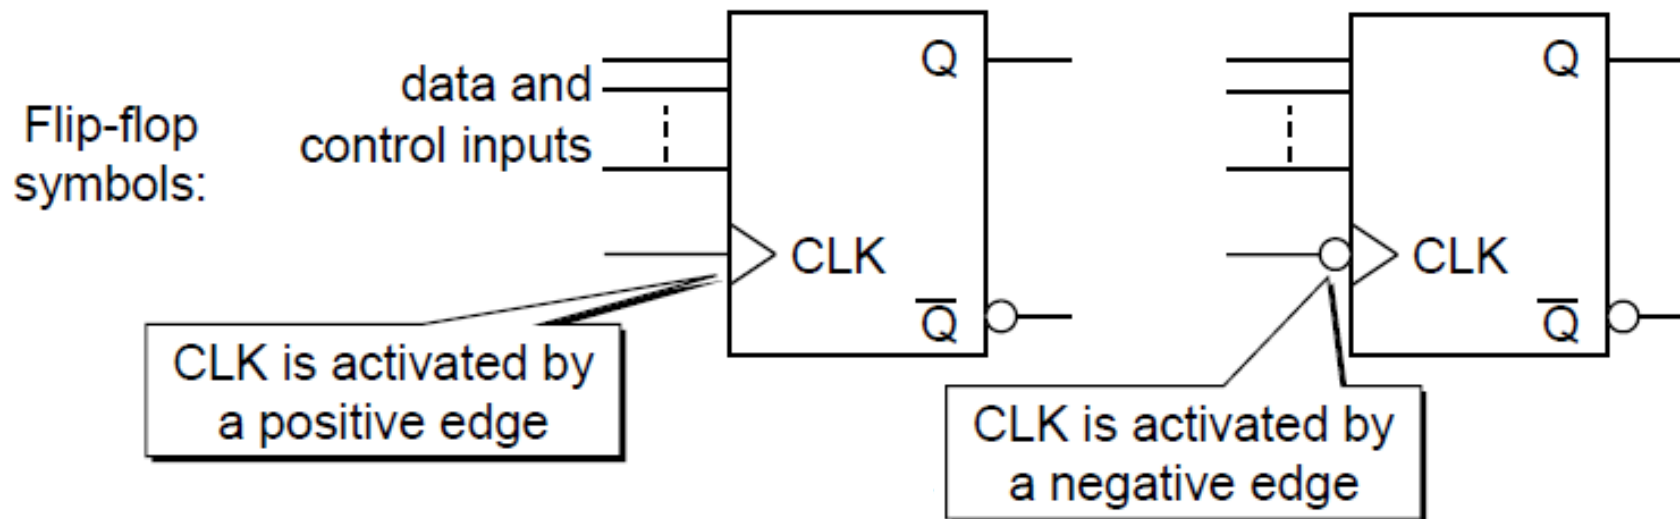 Flip-flop
symbols:
data and
control inputs
Q
CLK
Q̅
CLK is activated by
a positive edge
Q
CLK
Q̅
CLK is activated by
a negative edge